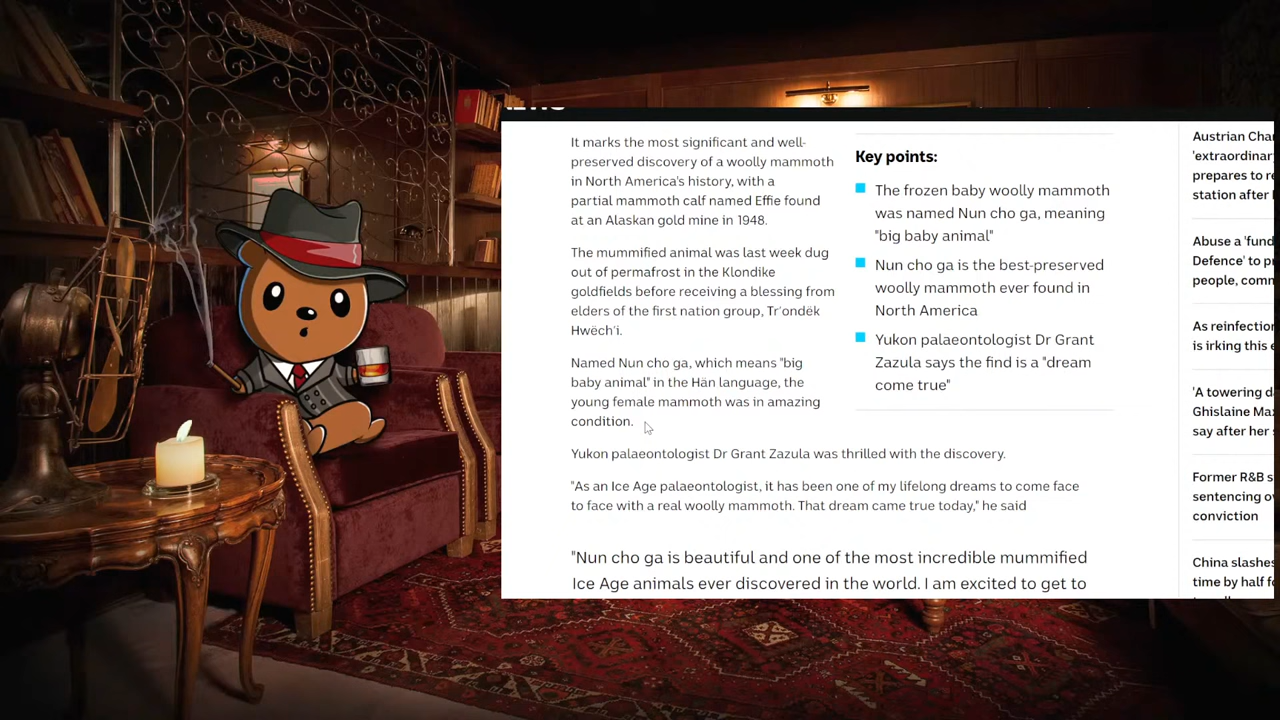 It marks the most significant and well-
preserved discovery of a woolly mammoth
in North America's history, with a
partial mammoth calf named Effie found
at an Alaskan gold mine in 1948.
The mummified animal was last week dug
out of permafrost in the Klondike
goldfields before receiving a blessing from
elders of the first nation group, Tr'ondëk
Hwëch'i.
Named Nun cho ga, which means "big
baby animal" in the Hän language, the
young female mammoth was in amazing
condition.
Key points:
The frozen baby woolly mammoth
was named Nun cho ga, meaning
"big baby animal"
Nun cho ga is the best-preserved
woolly mammoth ever found in
North America
Yukon palaeontologist Dr Grant
Zazula says the find is a "dream
come true"
Yukon palaeontologist Dr Grant Zazula was thrilled with the discovery.
"As an Ice Age palaeontologist, it has been one of my lifelong dreams to come face
to face with a real woolly mammoth. That dream came true today," he said
"Nun cho ga is beautiful and one of the most incredible mummified
Ice Age animals ever discovered in the world. I am excited to get to
Austrian Cha
'extraordinar
prepares to re
station after
Abuse a 'fund
Defence' to pr
people, comm
As reinfection
is irking this e
'A towering d
Ghislaine Max
say after her s
Former R&B s
sentencing ov
conviction
China slashes
time by half f